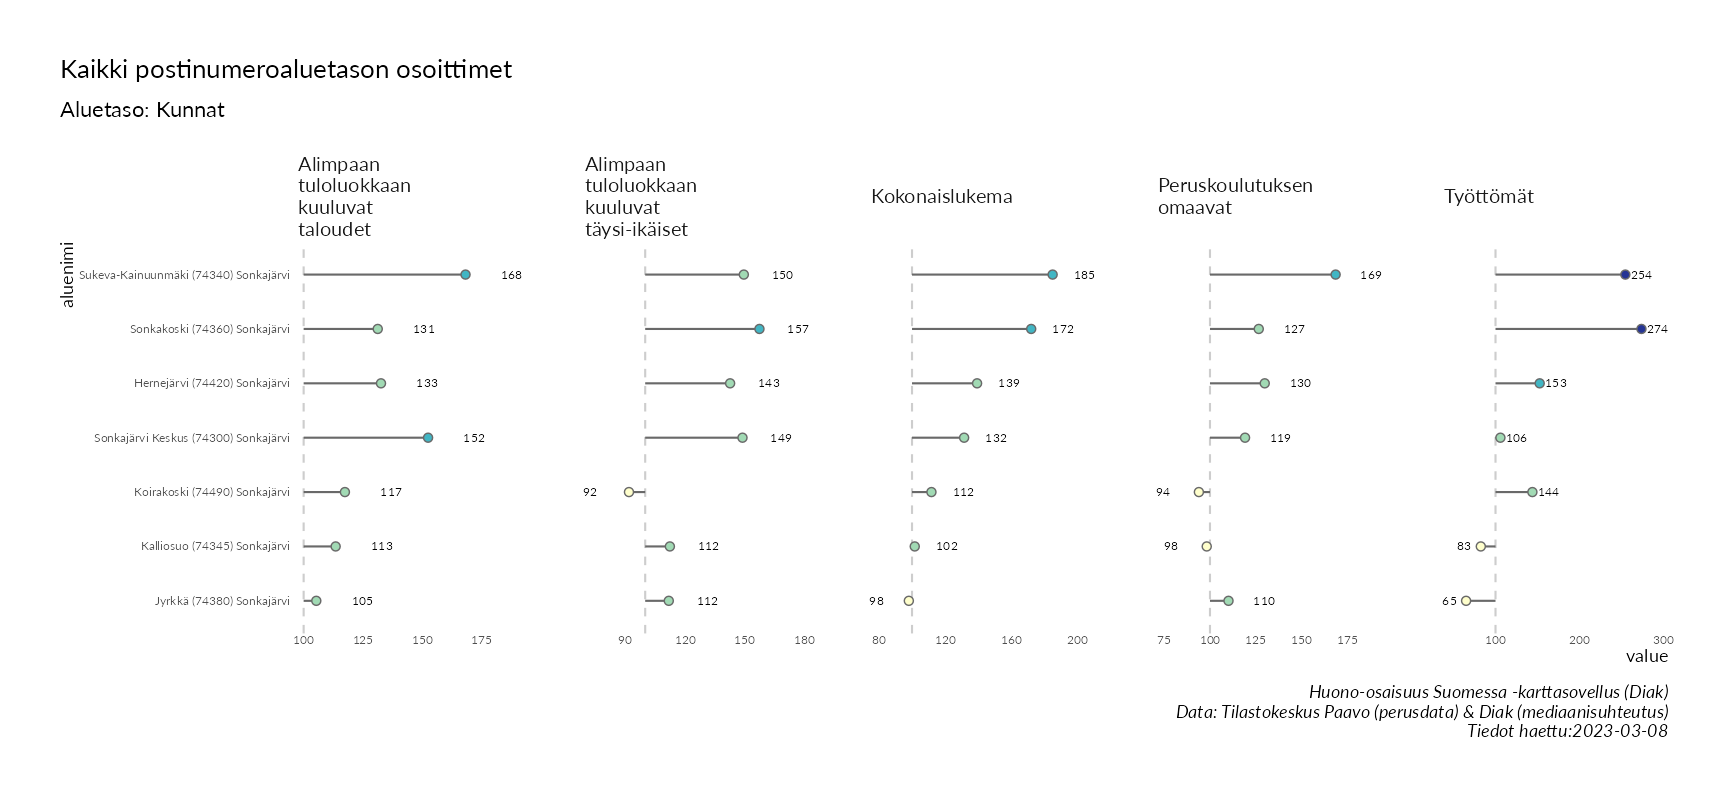 Kaikki postinumeroaluetason osoittimet
Aluetaso: Kunnat
Alimpaan
tuloluokkaan
kuuluvat
taloudet
Alimpaan
tuloluokkaan
kuuluvat
täysi-ikäiset
Kokonaislukema
Peruskoulutuksen
omaavat
Työttömät
aluenimi
Sukeva-Kainuunmäki (74340) Sonkajärvi 168 150 185 169 254
Sonkakoski (74360) Sonkajärvi 131 157 172 127 274
Hernejärvi (74420) Sonkajärvi 133 143 139 130 153
Sonkajärvi Keskus (74300) Sonkajärvi 152 149 132 119 106
Koirakoski (74490) Sonkajärvi 117 92 112 94 144
Kalliosuo (74345) Sonkajärvi 113 112 102 98 83
Jyrkkä (74380) Sonkajärvi 105 112 98 110 65
100 125 150 175 90 120 150 180 80 120 160 200 75 100 125 150 175 100 200 300
value
Huono-osaisuus Suomessa -karttasovellus (Diak)
Data: Tilastokeskus Paavo (perusdata) & Diak (mediaanisuhteutus)
Tiedot haettu:2023-03-08